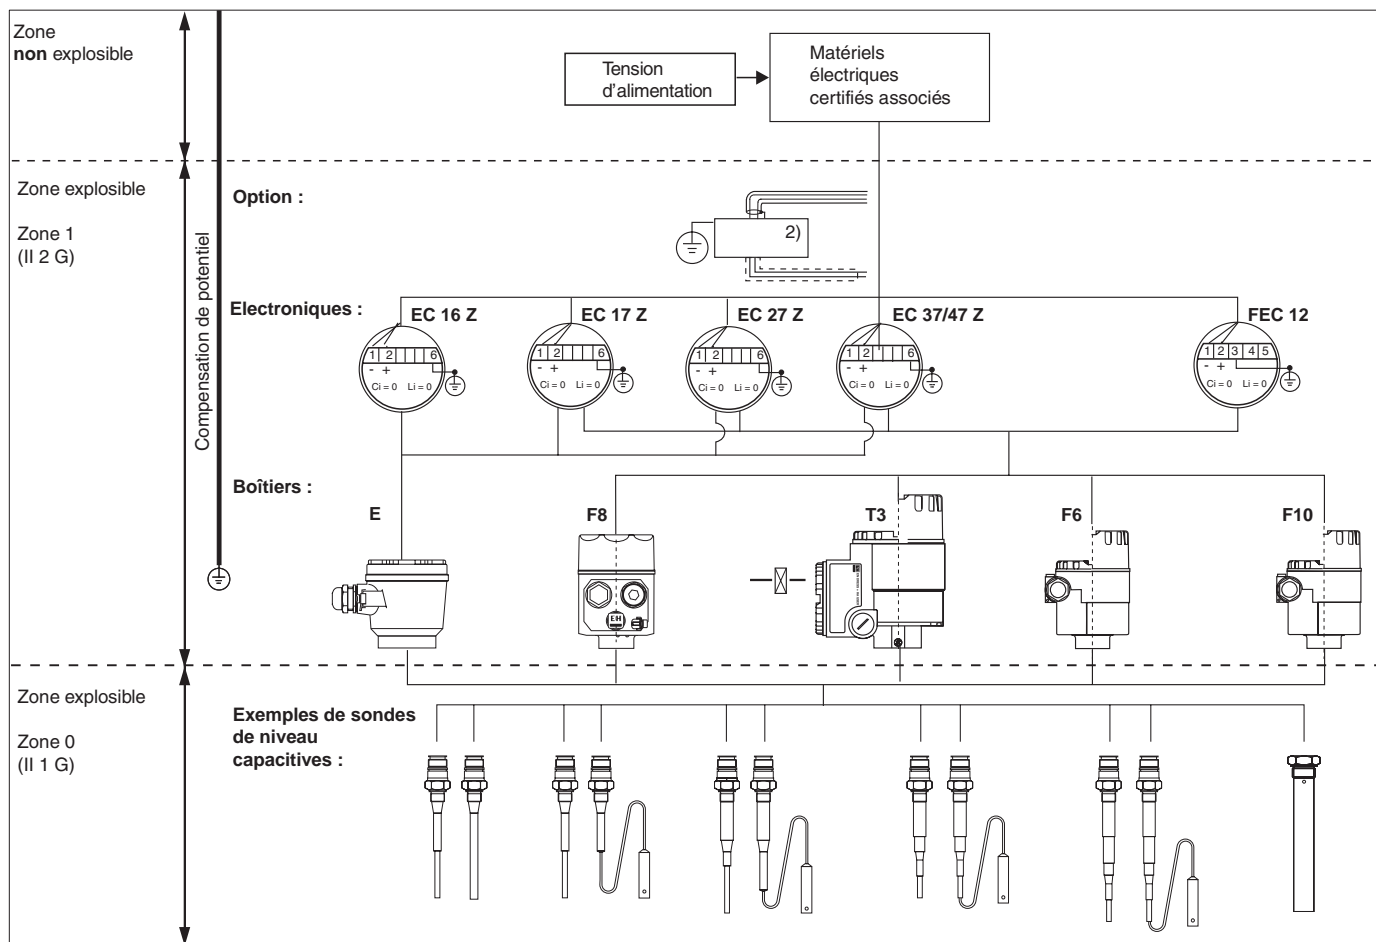 Zone
non explosible
Tension
d'alimentation
Matériels
électriques
certifiés associés
Zone explosible
Zone 1
(II 2 G)
Compensation de potentiel
Option :
2)
Electroniques :
EC 16 Z
EC 17 Z
EC 27 Z
EC 37/47 Z
FEC 12
1 2 6
- +
Ci = 0 Li = 0
1 2 6
- +
Ci = 0 Li = 0
1 2 6
- +
Ci = 0 Li = 0
1 2 6
- +
Ci = 0 Li = 0
1 2 3 4 5
- +
Ci = 0 Li = 0
Boîtiers :
E
F8
T3
F6
F10
E+H
Zone explosible
Zone 0
(II 1 G)
Exemples de sondes
de niveau
capacitives :